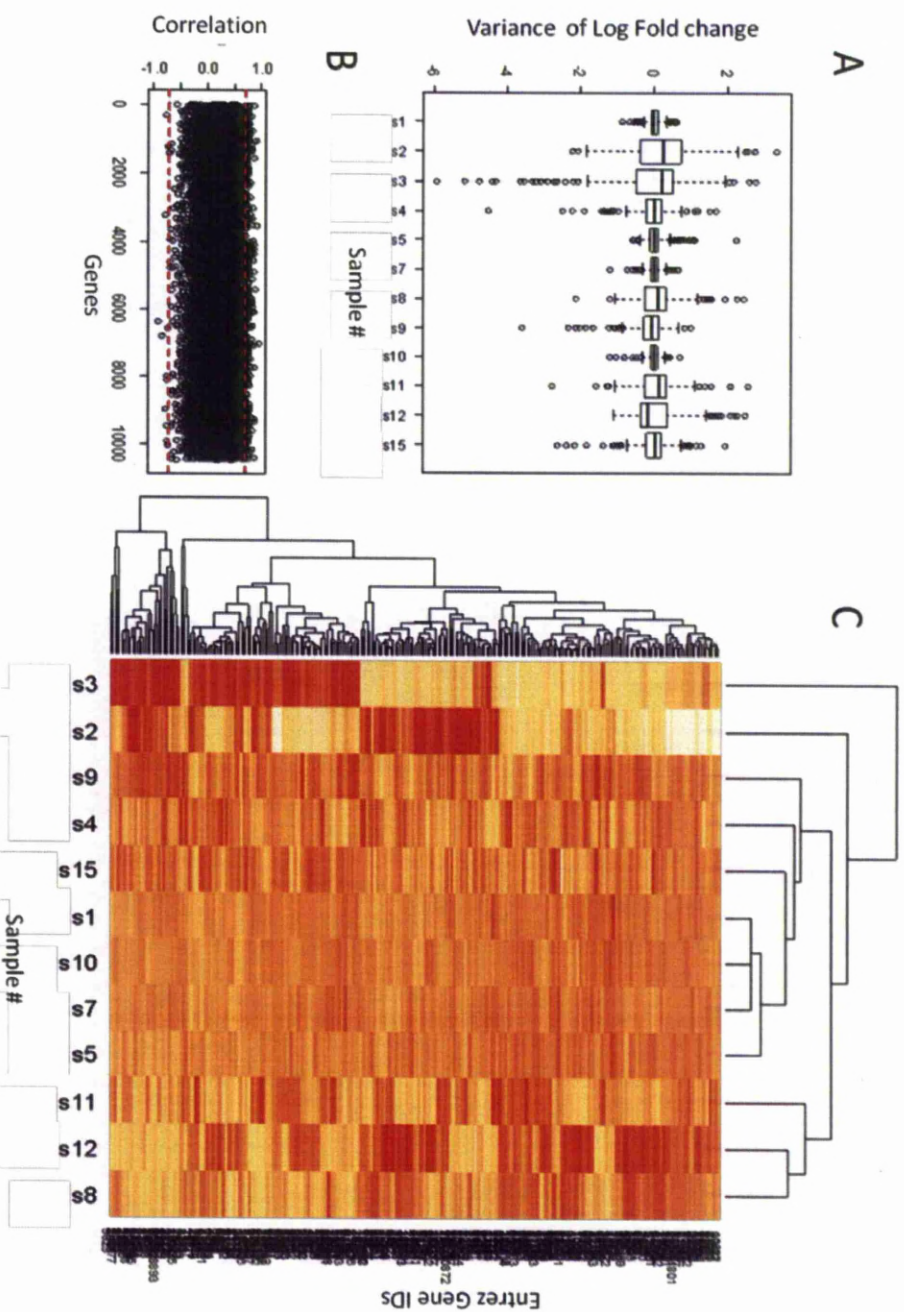 A
Variance of Log Fold change
-6
-4
-2
0
2
s1
s2
s3
s4
s5
s7
s8
s9
s10
s11
s12
s15
Sample #
B
Correlation
-1.0
0.0
1.0
0
2000
4000
6000
8000
10000
Genes
C
s3
s2
s9
s4
s15
s1
s10
s7
s5
s11
s12
s8
Sample #
Entrez Gene IDs